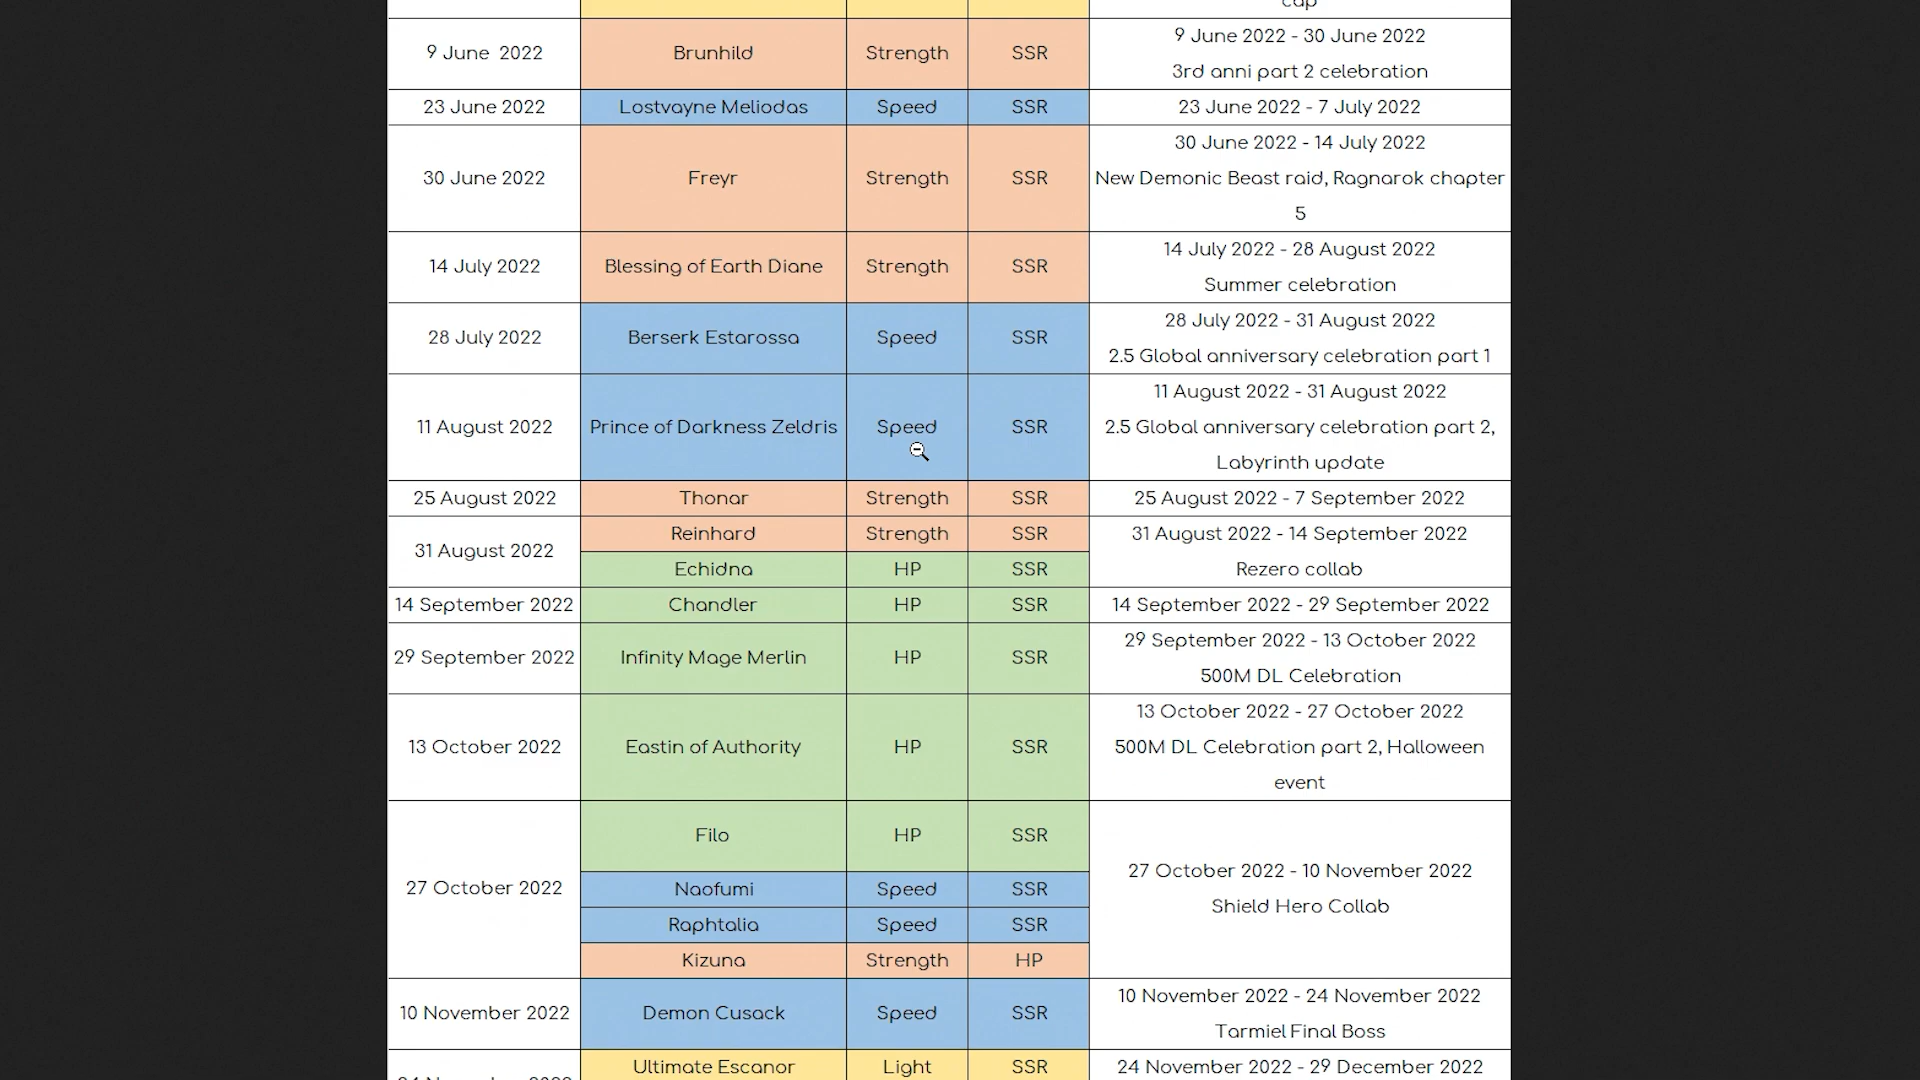 cap
9 June 2022 Brunhild Strength SSR 9 June 2022 - 30 June 2022
3rd anni part 2 celebration
23 June 2022 Lostvayne Meliodas Speed SSR 23 June 2022 - 7 July 2022
30 June 2022 - 14 July 2022
30 June 2022 Freyr Strength SSR New Demonic Beast raid, Ragnarok chapter
5
14 July 2022 Blessing of Earth Diane Strength SSR 14 July 2022 - 28 August 2022
Summer celebration
28 July 2022 Berserk Estarossa Speed SSR 28 July 2022 - 31 August 2022
2.5 Global anniversary celebration part 1
11 August 2022 - 31 August 2022
11 August 2022 Prince of Darkness Zeldris Speed SSR 2.5 Global anniversary celebration part 2,
Labyrinth update
25 August 2022 Thonar Strength SSR 25 August 2022 - 7 September 2022
31 August 2022 Reinhard Strength SSR 31 August 2022 - 14 September 2022
Echidna HP SSR Rezero collab
14 September 2022 Chandler HP SSR 14 September 2022 - 29 September 2022
29 September 2022 Infinity Mage Merlin HP SSR 29 September 2022 - 13 October 2022
500M DL Celebration
13 October 2022 - 27 October 2022
13 October 2022 Eastin of Authority HP SSR 500M DL Celebration part 2, Halloween
event
Filo HP SSR
27 October 2022 - 10 November 2022
27 October 2022 Naofumi Speed SSR
Shield Hero Collab
Raphtalia Speed SSR
Kizuna Strength HP
10 November 2022 Demon Cusack Speed SSR 10 November 2022 - 24 November 2022
Tarmiel Final Boss
Ultimate Escanor Light SSR 24 November 2022 - 29 December 2022